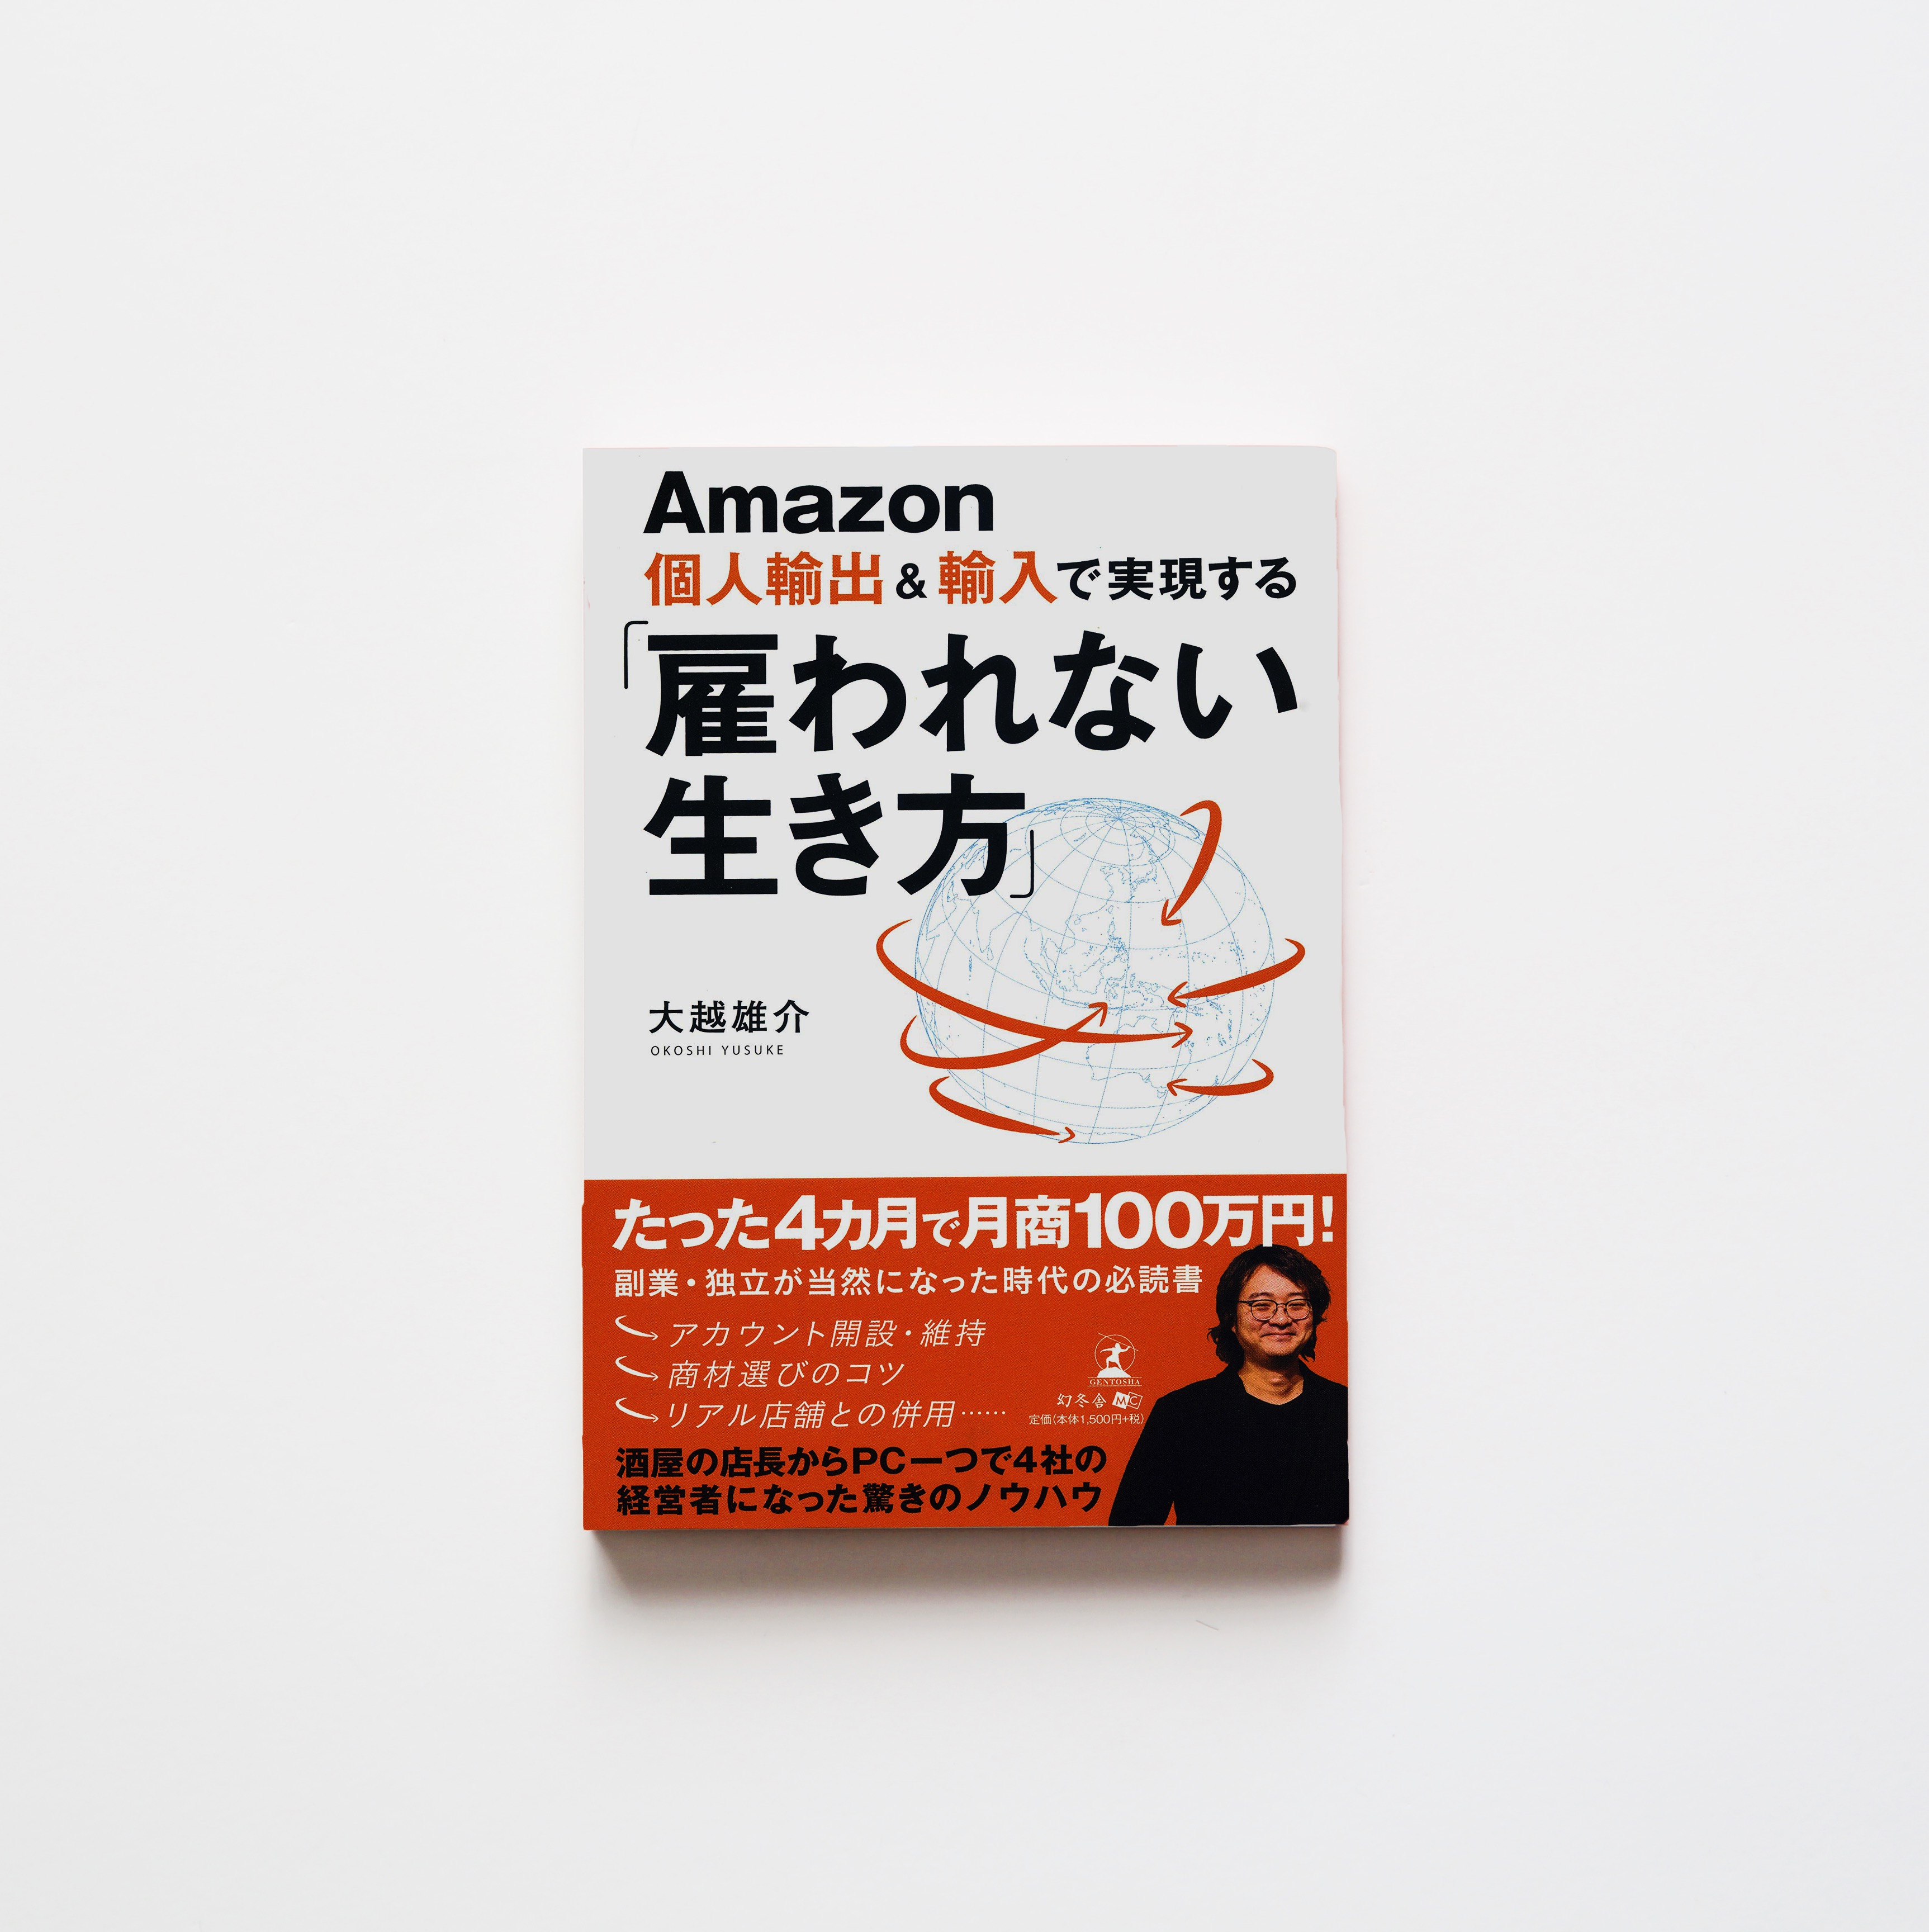 Amazon
個人輸出&輸入で実現する
「雇われない
生き方」
大越雄介
OKOSHI YUSUKE
たった4カ月で月商100万円!
副業・独立が当然になった時代の必読書
アカウント開設・維持
商材選びのコツ
リアル店舗との併用……
GENTOSHA
幻冬舎 MC
定価(本体1,500円+税)
酒屋の店長からPC一つで4社の
経営者になった驚きのノウハウ